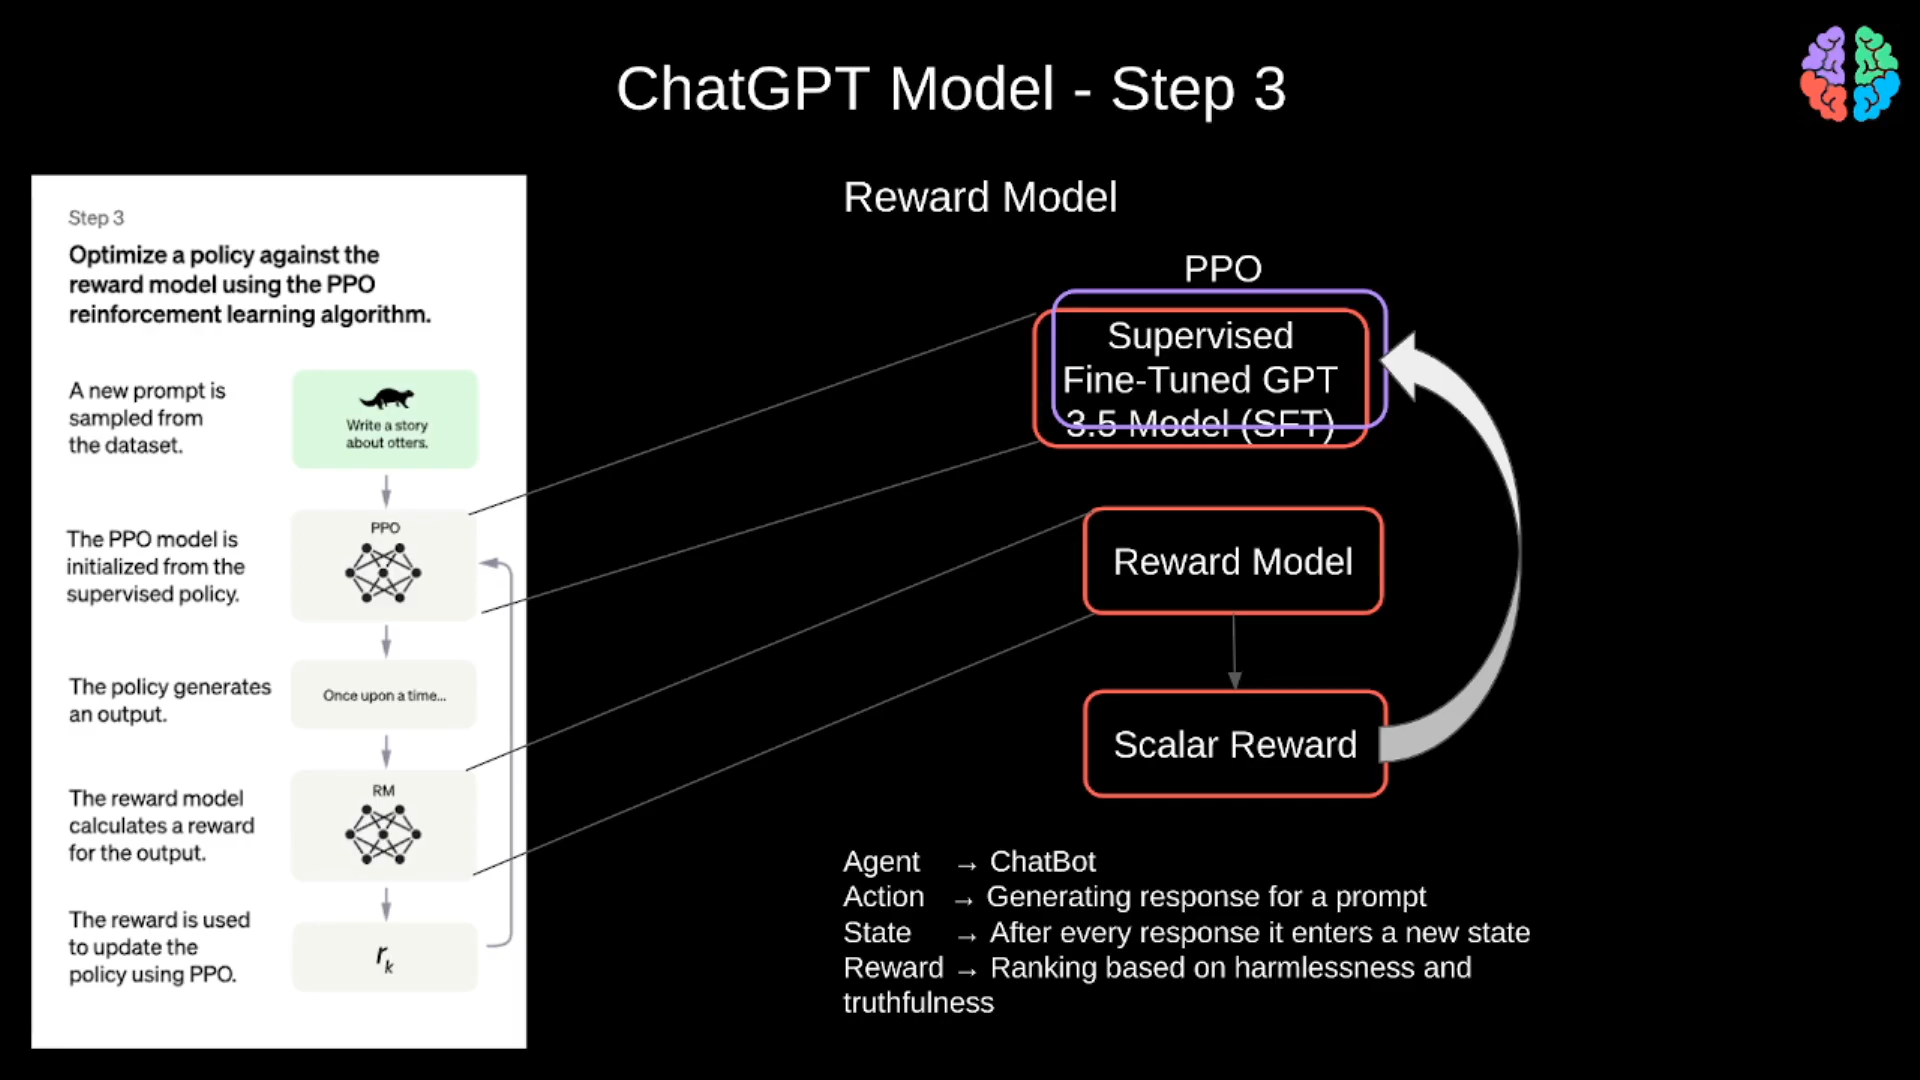 ChatGPT Model - Step 3
Step 3
Optimize a policy against the
reward model using the PPO
reinforcement learning algorithm.
A new prompt is
sampled from
the dataset.
Write a story
about otters.
The PPO model is
initialized from the
supervised policy.
PPO
The policy generates
an output.
Once upon a time...
The reward model
calculates a reward
for the output.
RM
The reward is used
to update the
policy using PPO.
rk
Reward Model
PPO
Supervised
Fine-Tuned GPT
3.5 Model (SFT)
Reward Model
Scalar Reward
Agent → ChatBot
Action → Generating response for a prompt
State → After every response it enters a new state
Reward → Ranking based on harmlessness and
truthfulness